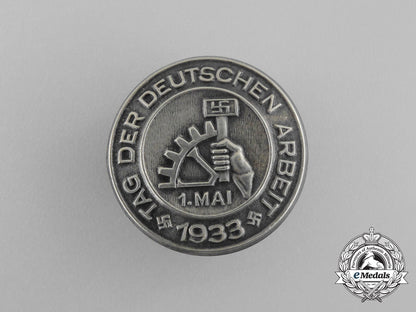 TAG DER DEUTSCHEN ARBEIT
1. MAI
1933
eMedals